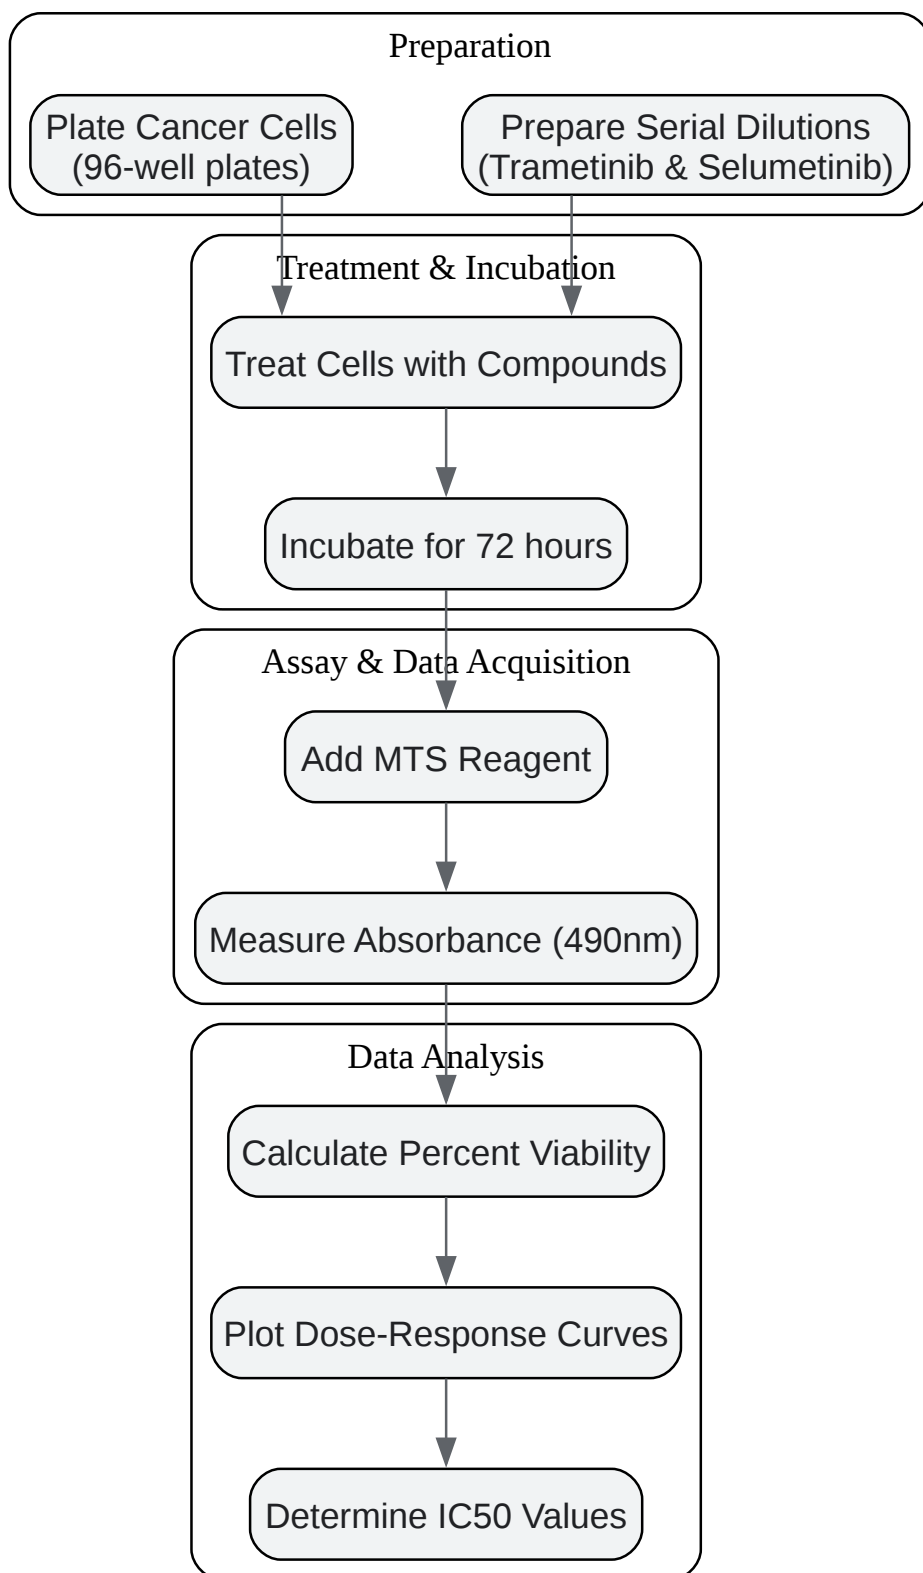 Preparation
Plate Cancer Cells
(96-well plates)
Prepare Serial Dilutions
(Trametinib & Selumetinib)
Treatment & Incubation
Treat Cells with Compounds
Incubate for 72 hours
Assay & Data Acquisition
Add MTS Reagent
Measure Absorbance (490nm)
Data Analysis
Calculate Percent Viability
Plot Dose-Response Curves
Determine IC50 Values